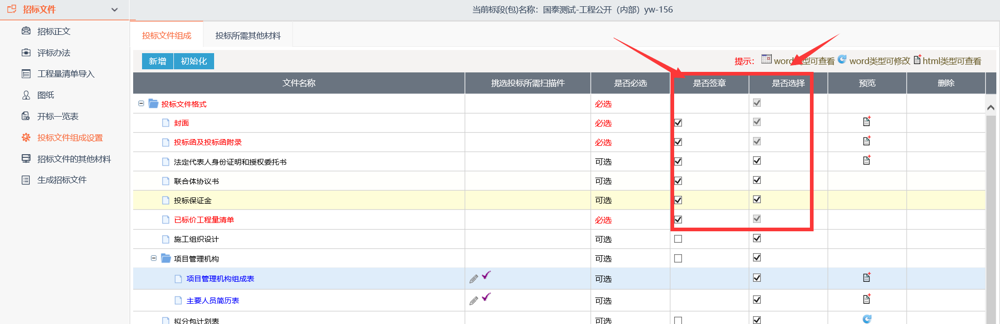 招标文件
当前标段(包)名称：国泰测试-工程公开（内部）yw-156
招标正文
评标办法
工程量清单导入
图纸
开标一览表
投标文件组成设置
招标文件的其他材料
生成招标文件
投标文件组成
投标所需其他材料
新增
初始化
提示：
word类型可查看
word类型可修改
html类型可查看
文件名称
挑选投标所需扫描件
是否必选
是否签章
是否选择
预览
删除
投标文件格式
必选
封面
必选
投标函及投标函附录
必选
法定代表人身份证明和授权委托书
可选
联合体协议书
可选
投标保证金
可选
已标价工程量清单
必选
施工组织设计
可选
项目管理机构
可选
项目管理机构组成表
可选
主要人员简历表
可选
拟分包计划表
可选